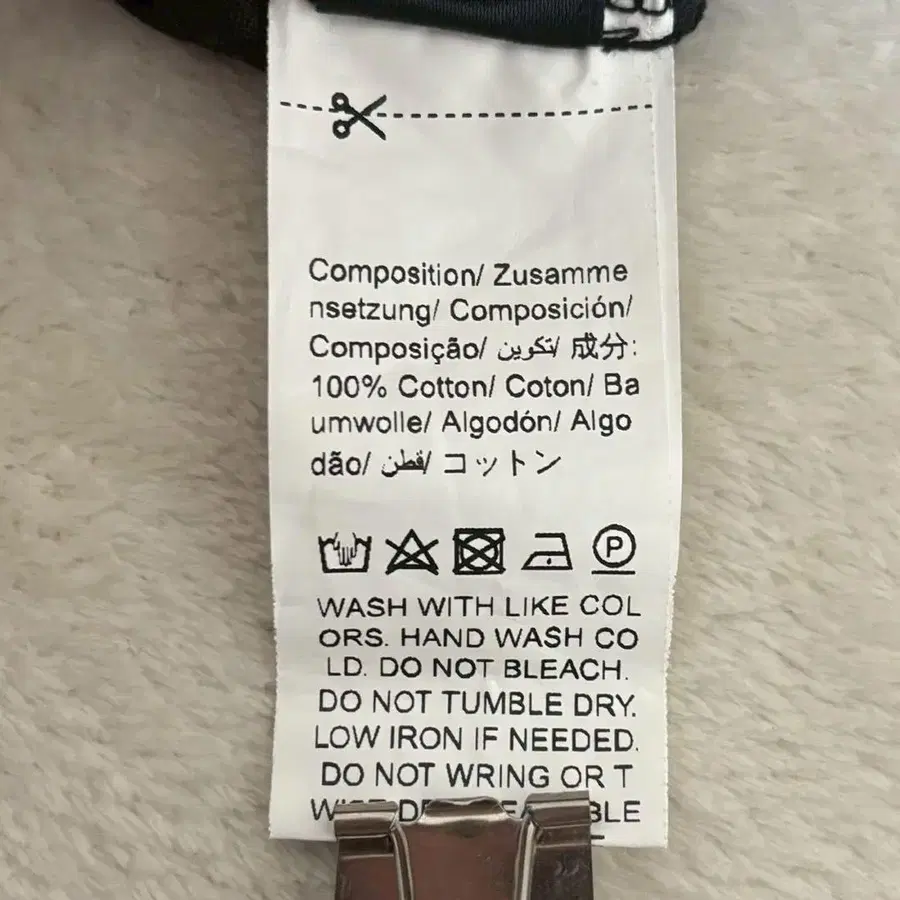 Composition/ Zusamme
nsetzung/ Composición/
Composição/ تكوين/ 成分:
100% Cotton/ Coton/ Ba
umwolle/ Algodón/ Algo
dão/ قطن/ コットン
P
WASH WITH LIKE COL
ORS. HAND WASH CO
LD. DO NOT BLEACH.
DO NOT TUMBLE DRY.
LOW IRON IF NEEDED.
DO NOT WRING OR T